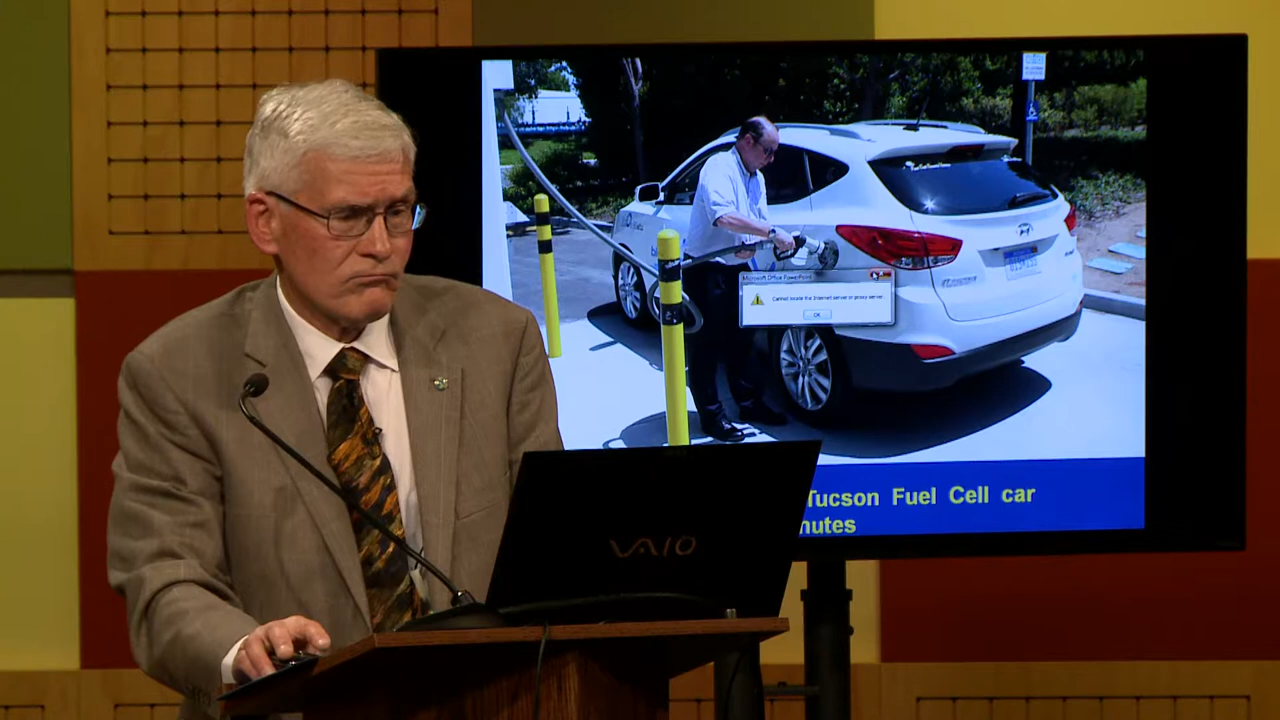 Microsoft Office PowerPoint
Cannot locate the Internet server or proxy server.
OK
Tucson Fuel Cell car
nutes
VAIO